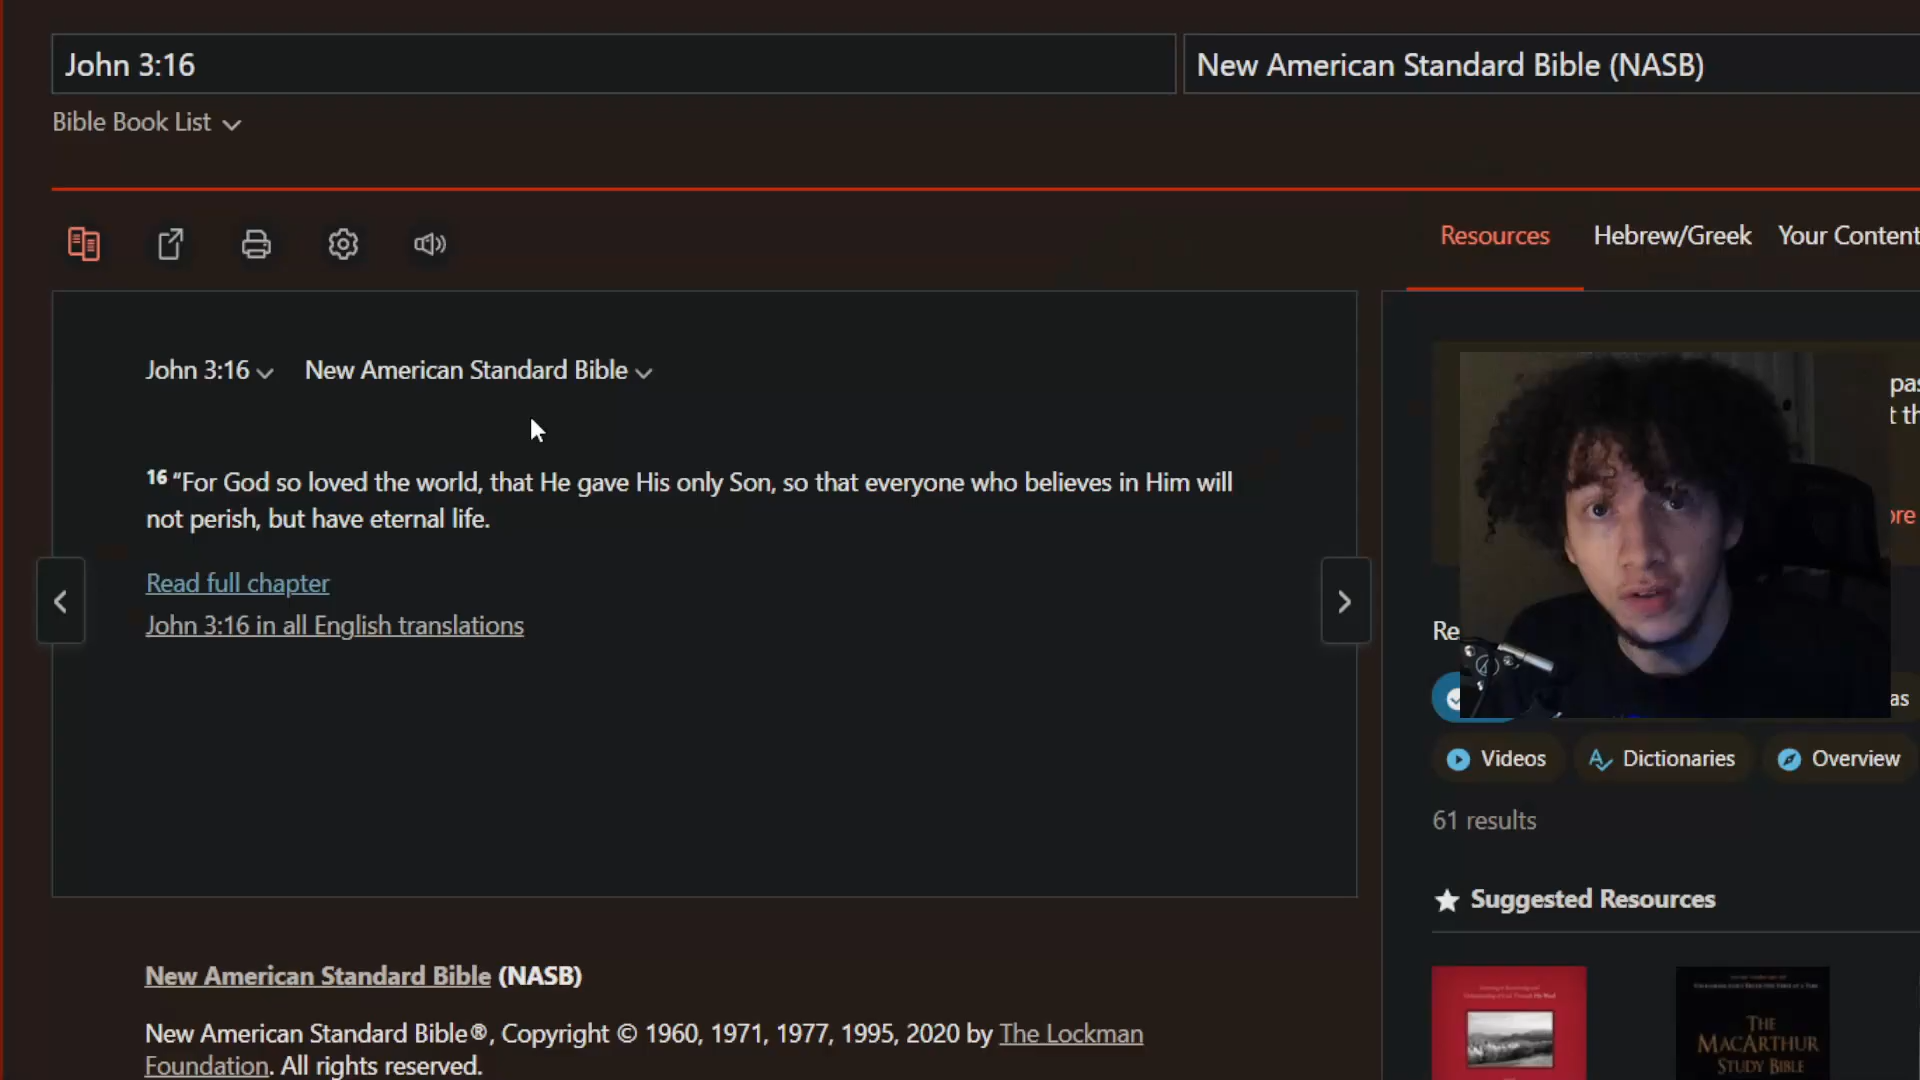 John 3:16
New American Standard Bible (NASB)
Bible Book List
Resources
Hebrew/Greek
Your Content
John 3:16
New American Standard Bible
16 “For God so loved the world, that He gave His only Son, so that everyone who believes in Him will
not perish, but have eternal life.
Read full chapter
John 3:16 in all English translations
New American Standard Bible (NASB)
New American Standard Bible®, Copyright © 1960, 1971, 1977, 1995, 2020 by The Lockman
Foundation. All rights reserved.
Videos
Dictionaries
Overview
61 results
Suggested Resources
THE
MACARTHUR
STUDY BIBLE